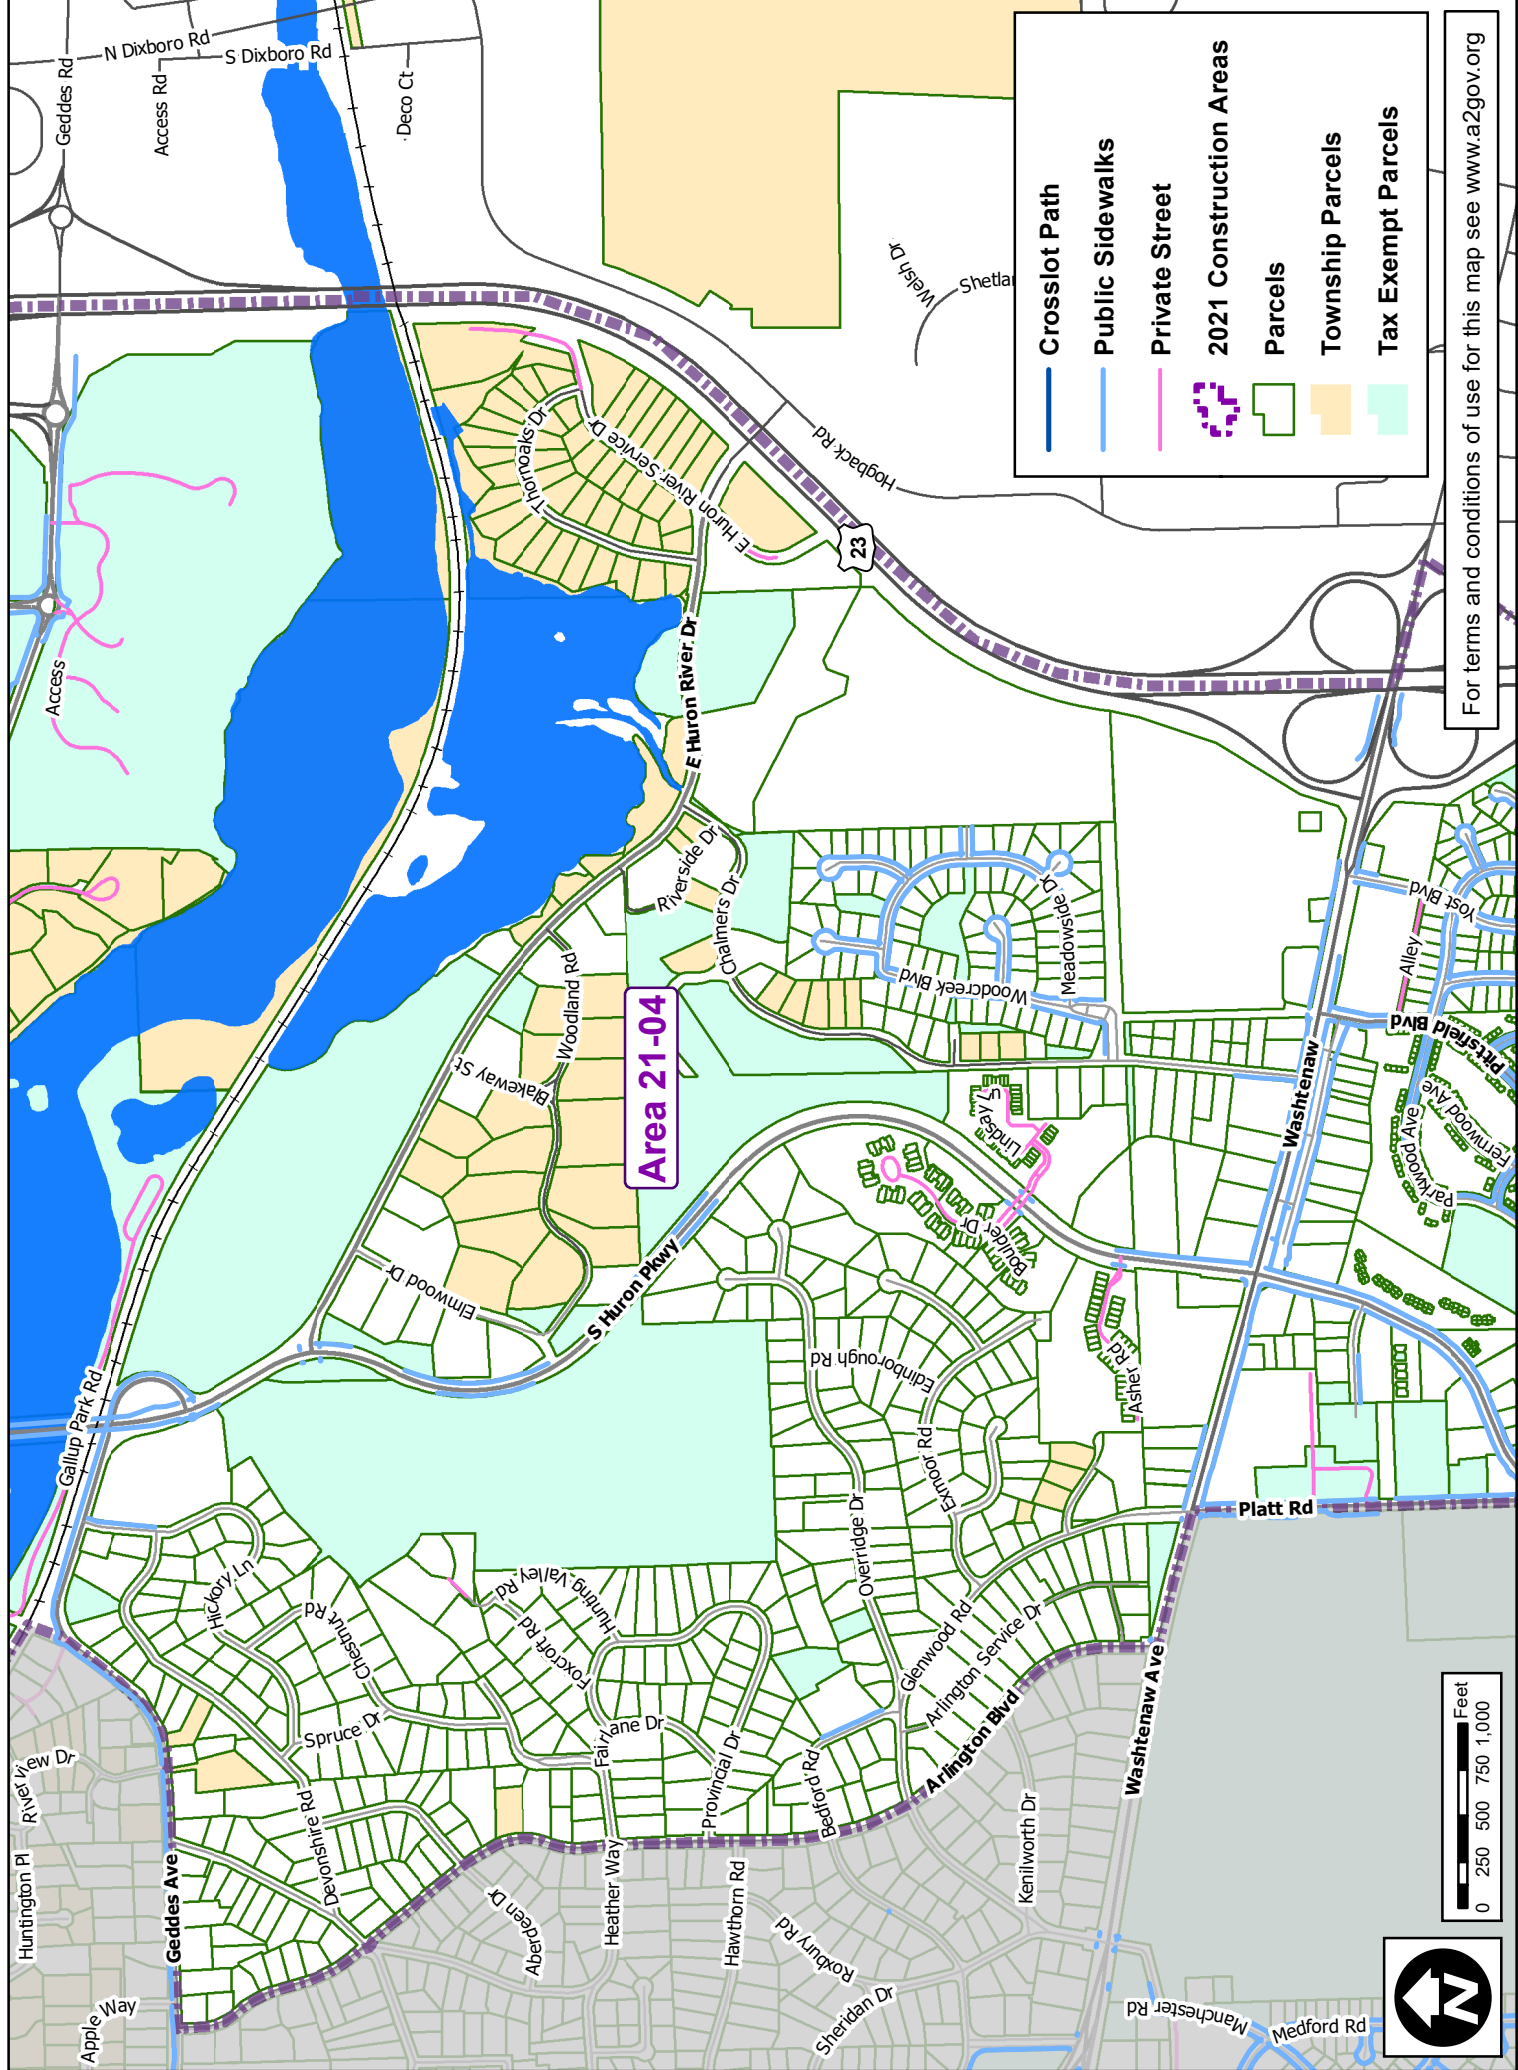 Geddes Rd
N Dixboro Rd
S Dixboro Rd
Access Rd
Deco Ct
Welsh Dr
Shetlan
Hogback Rd
23
Thornoaks Dr
E Huron River Service Dr
E Huron River Dr
Access
Riverside Dr
Chalmers Dr
Woodland Rd
Blakeway St
Area 21-04
Elmwood Dr
S Huron Pkwy
Gallup Park Rd
Meadowside Dr
Woodcreek Blvd
Lindsay Ln
Boulder Dr
Ashley Rd
Washtenaw
Yost Blvd
Alley
Pittsfield Blvd
Parkwood Ave
Fernwood Ave
Edinborough Rd
Exmoor Rd
Overridge Dr
Platt Rd
Hickory Ln
Chestnut Rd
Hunting Valley Rd
Foxcroft Rd
Spruce Dr
Fairlane Dr
Provincial Dr
Bedford Rd
Glenwood Rd
Arlington Service Dr
Arlington Blvd
Washtenaw Ave
Devonshire Rd
Heather Way
Geddes Ave
River view Dr
Huntington Pl
Apple Way
Aberdeen Dr
Hawthorn Rd
Roxbury Rd
Sheridan Dr
Kenilworth Dr
Manchester Rd
Medford Rd
Crosslot Path
Public Sidewalks
Private Street
2021 Construction Areas
Parcels
Township Parcels
Tax Exempt Parcels
For terms and conditions of use for this map see www.a2gov.org
0 250 500 750 1,000
Feet
N